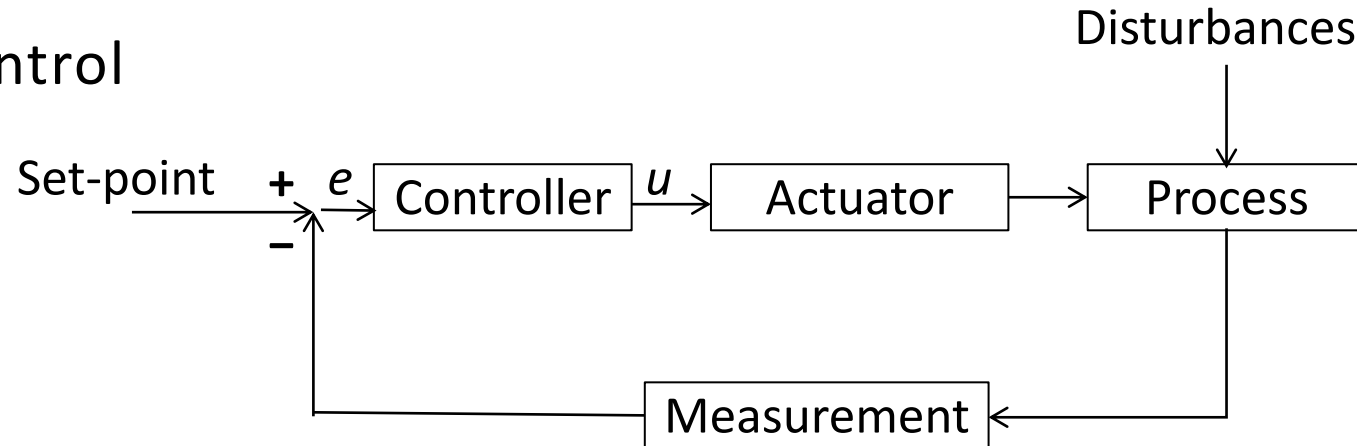 Disturbances
ntrol
Set-point + e Controller u Actuator Process
–
Measurement